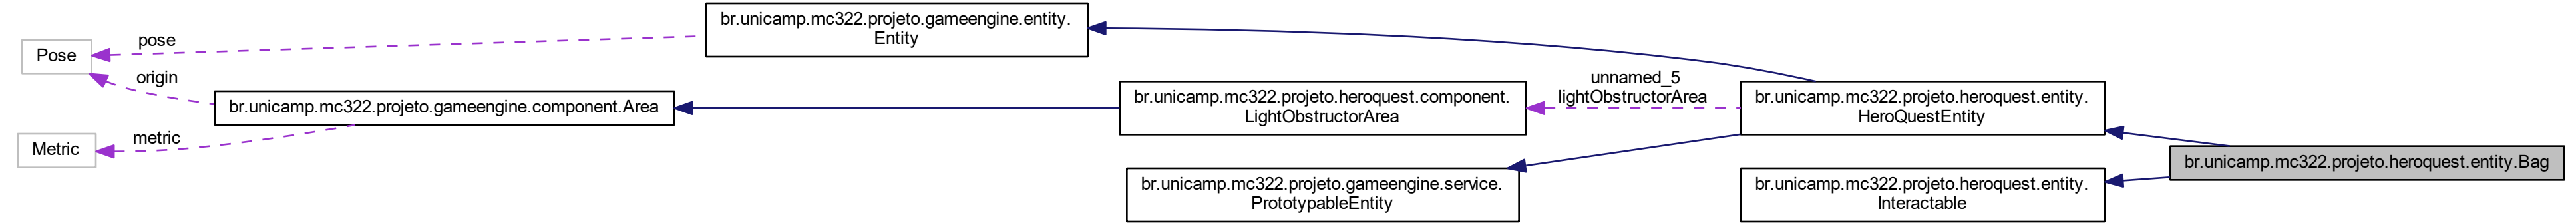 Pose
pose
origin
Metric
metric
br.unicamp.mc322.projeto.gameengine.entity.
Entity
br.unicamp.mc322.projeto.gameengine.component.Area
br.unicamp.mc322.projeto.heroquest.component.
LightObstructorArea
br.unicamp.mc322.projeto.gameengine.service.
PrototypableEntity
unnamed_5
lightObstructorArea
br.unicamp.mc322.projeto.heroquest.entity.
HeroQuestEntity
br.unicamp.mc322.projeto.heroquest.entity.
Interactable
br.unicamp.mc322.projeto.heroquest.entity.Bag